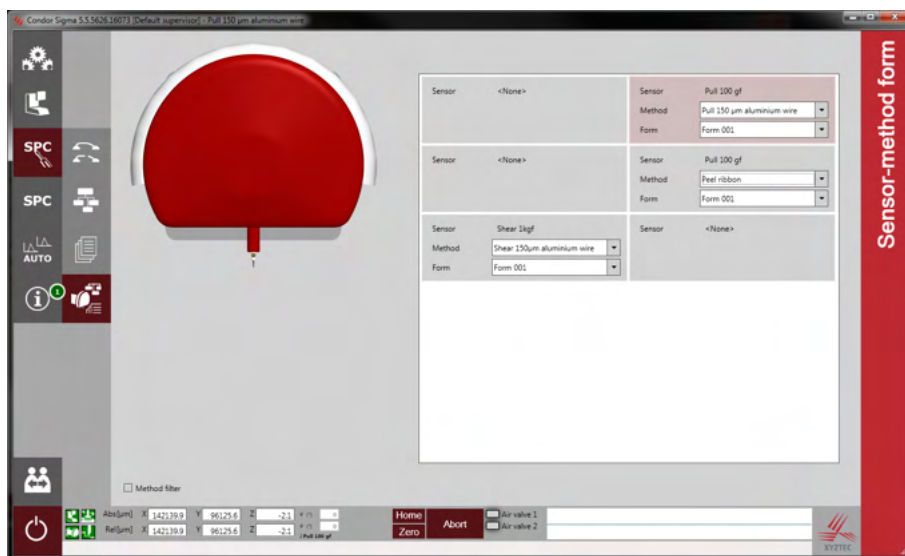 Condor Sigma 5.5.5626.16073 [Default supervisor] - Pull 150 µm aluminium wire
Sensor-method form
Sensor <None>
Sensor Pull 100 gf
Method Pull 150 µm aluminium wire
Form Form 001
Sensor <None>
Sensor Pull 100 gf
Method Peel ribbon
Form Form 001
Sensor Shear 1kgf
Method Shear 150µm aluminium wire
Form Form 001
Sensor <None>
SPC
SPC
AUTO
i 1
Method filter
Abs[µm] X 142139.9 Y 96125.6 Z -2.1
Rel[µm] X 142139.9 Y 96125.6 Z -2.1
Pull 100 gf
Home
Zero
Abort
Air valve 1
Air valve 2
XYZTEC